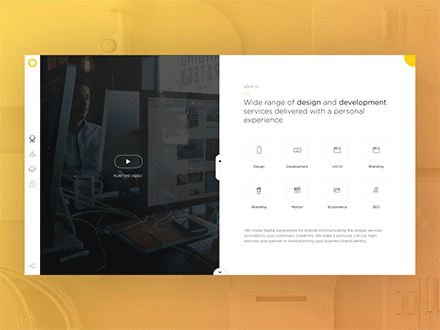 about us
Wide range of design and development
services delivered with a personal
experience
Design
Development
UX/UI
Branding
PLAY THE VIDEO
Branding
Motion
Ecommerce
SEO
We create digital experiences for brands communicating the unique services
provided to your customers. Creativity. We make it personal. Let our team
become your partner in revolutionizing your business brand identity.